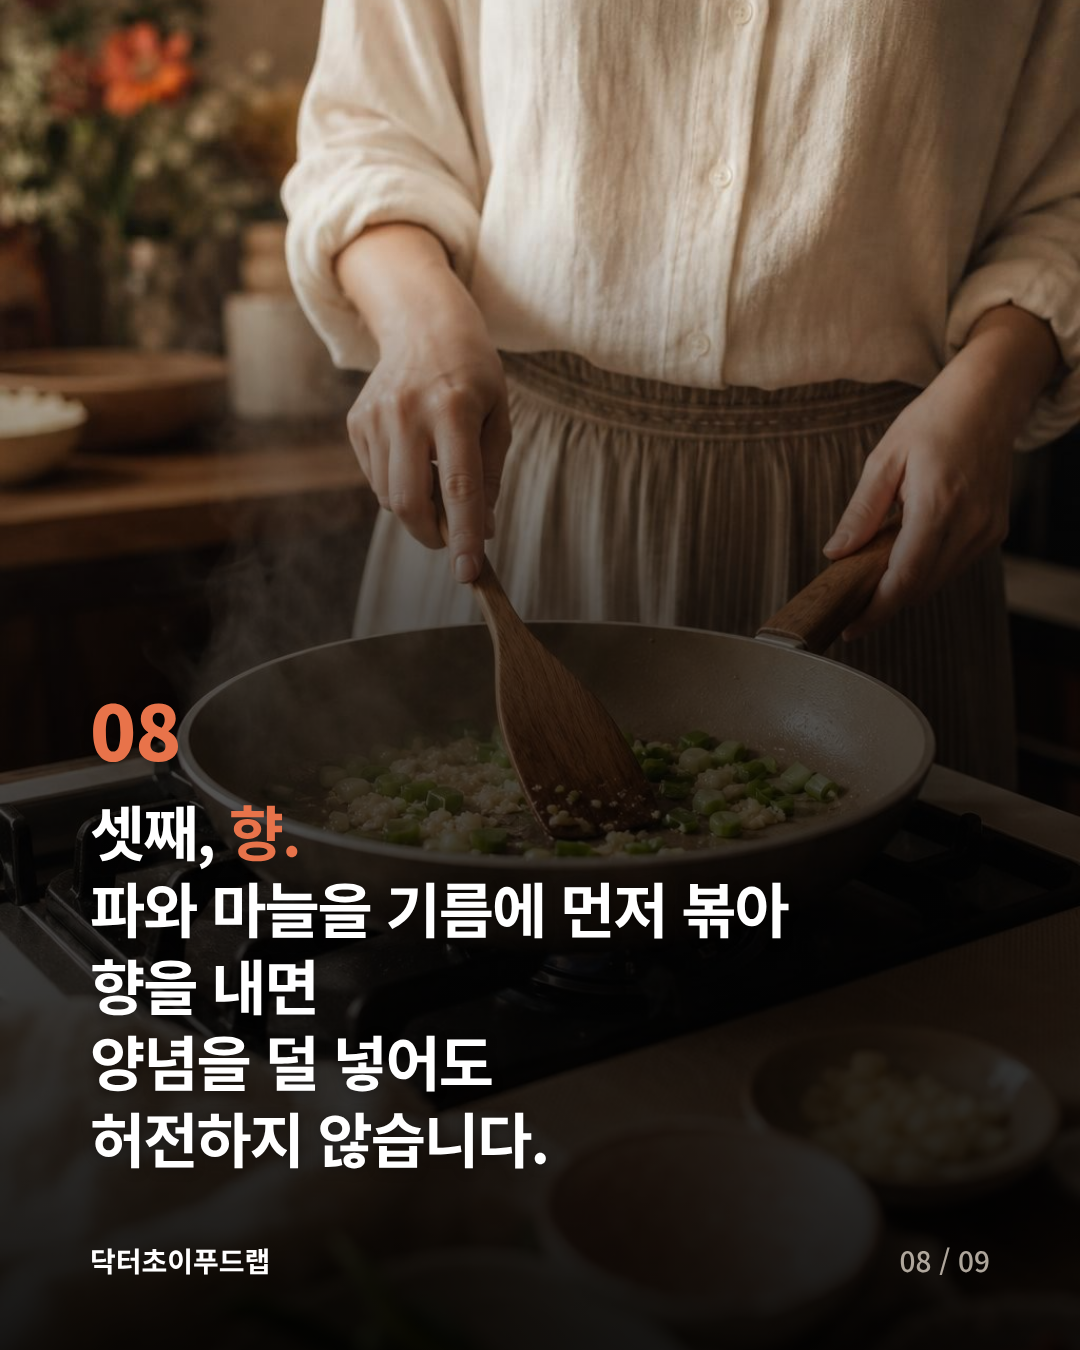 08
셋째, 향.
파와 마늘을 기름에 먼저 볶아
향을 내면
양념을 덜 넣어도
허전하지 않습니다.
닥터초이푸드랩
08 / 09